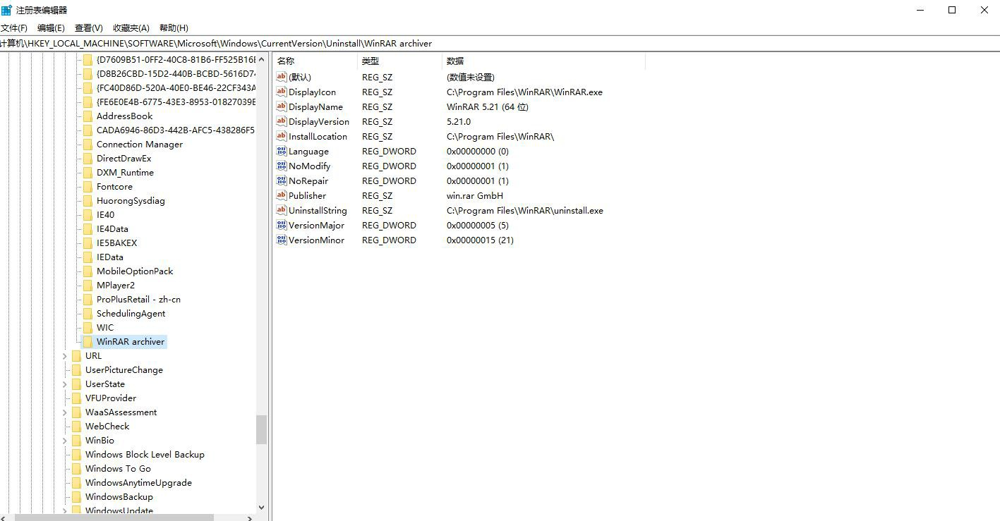 注册表编辑器
文件(F) 编辑(E) 查看(V) 收藏夹(A) 帮助(H)
计算机\HKEY_LOCAL_MACHINE\SOFTWARE\Microsoft\Windows\CurrentVersion\Uninstall\WinRAR archiver
{D7609B51-0FF2-40C8-81B6-FF525B16
{D8B26CBD-15D2-440B-BCBD-5616D7
{FC40D86D-520A-40E0-BE46-22CF343A
{FE6E0E4B-6775-43E3-8953-01827039E
AddressBook
CADA6946-86D3-442B-AFC5-438286F5
Connection Manager
DirectDrawEx
DXM_Runtime
Fontcore
HuorongSysdiag
IE40
IE4Data
IE5BAKEX
IEData
MobileOptionPack
MPlayer2
ProPlusRetail - zh-cn
SchedulingAgent
WIC
WinRAR archiver
URL
UserPictureChange
UserState
VFUProvider
WaaSAssessment
WebCheck
WinBio
Windows Block Level Backup
Windows To Go
WindowsAnytimeUpgrade
WindowsBackup
WindowsUpdate
名称 类型 数据
(默认) REG_SZ (数值未设置)
DisplayIcon REG_SZ C:\Program Files\WinRAR\WinRAR.exe
DisplayName REG_SZ WinRAR 5.21 (64 位)
DisplayVersion REG_SZ 5.21.0
InstallLocation REG_SZ C:\Program Files\WinRAR\
Language REG_DWORD 0x00000000 (0)
NoModify REG_DWORD 0x00000001 (1)
NoRepair REG_DWORD 0x00000001 (1)
Publisher REG_SZ win.rar GmbH
UninstallString REG_SZ C:\Program Files\WinRAR\uninstall.exe
VersionMajor REG_DWORD 0x00000005 (5)
VersionMinor REG_DWORD 0x00000015 (21)